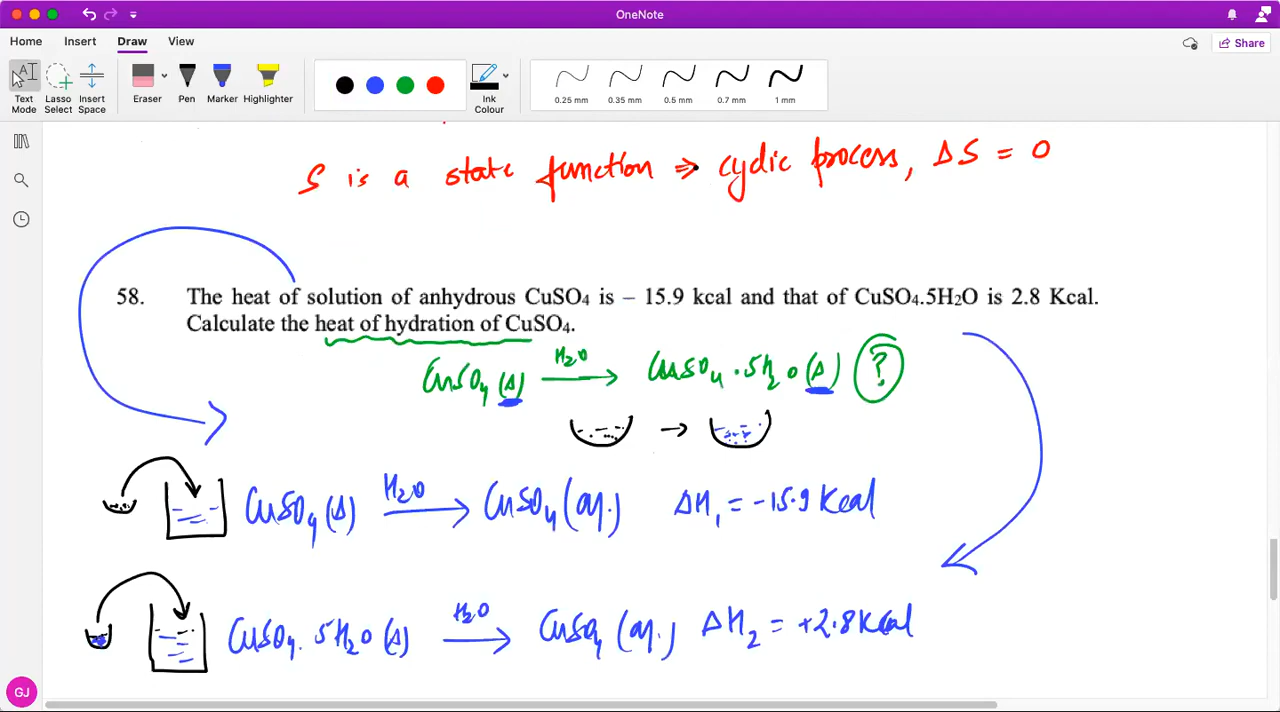 OneNote
Home Insert Draw View
Share
Text Mode
Lasso Select
Insert Space
Eraser
Pen
Marker
Highlighter
Ink Colour
0.25 mm
0.35 mm
0.5 mm
0.7 mm
1 mm
S is a state function ⇒ cyclic process, ΔS = 0
58. The heat of solution of anhydrous CuSO4 is – 15.9 kcal and that of CuSO4.5H2O is 2.8 Kcal.
Calculate the heat of hydration of CuSO4.
CuSO4 (s) H2O → CuSO4 . 5H2O (s) ?
CuSO4 (s) H2O → CuSO4 (aq.) ΔH1 = -15.9 Kcal
CuSO4. 5H2O (s) H2O → CuSO4 (aq.) ΔH2 = +2.8 Kcal
GJ